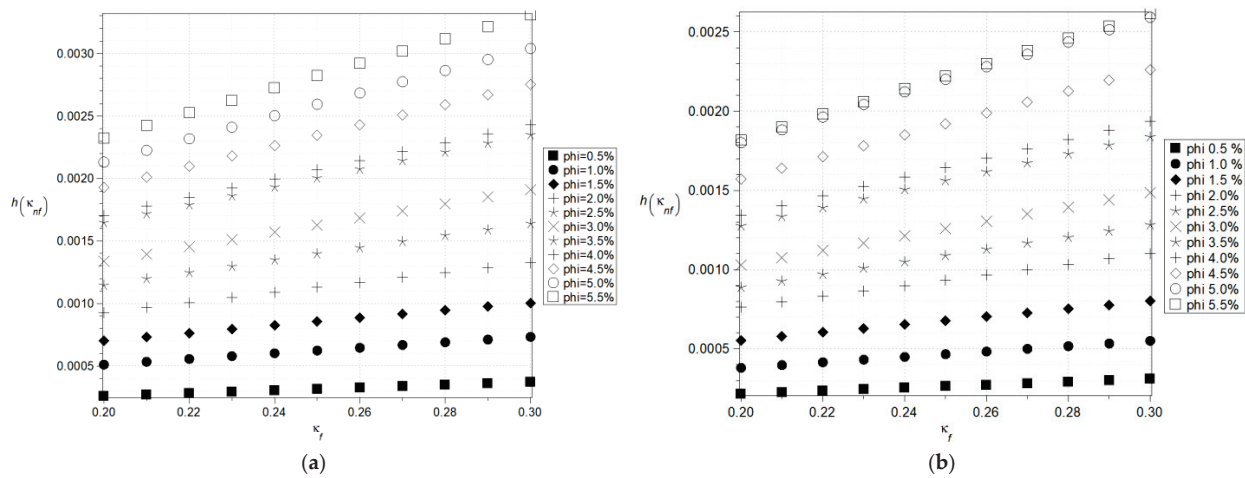 0.0030
0.0025
0.0020
h(κnf)
0.0015
0.0010
0.0005
0.20 0.22 0.24 0.26 0.28 0.30
κf
phi=0.5%
phi=1.0%
phi=1.5%
phi=2.0%
phi=2.5%
phi=3.0%
phi=3.5%
phi=4.0%
phi=4.5%
phi=5.0%
phi=5.5%
(a)
0.0025
0.0020
h(κnf)
0.0015
0.0010
0.0005
0.20 0.22 0.24 0.26 0.28 0.30
κf
phi 0.5 %
phi 1.0 %
phi 1.5 %
phi 2.0%
phi 2.5%
phi 3.0%
phi 3.5%
phi 4.0%
phi 4.5%
phi 5.0%
phi 5.5%
(b)